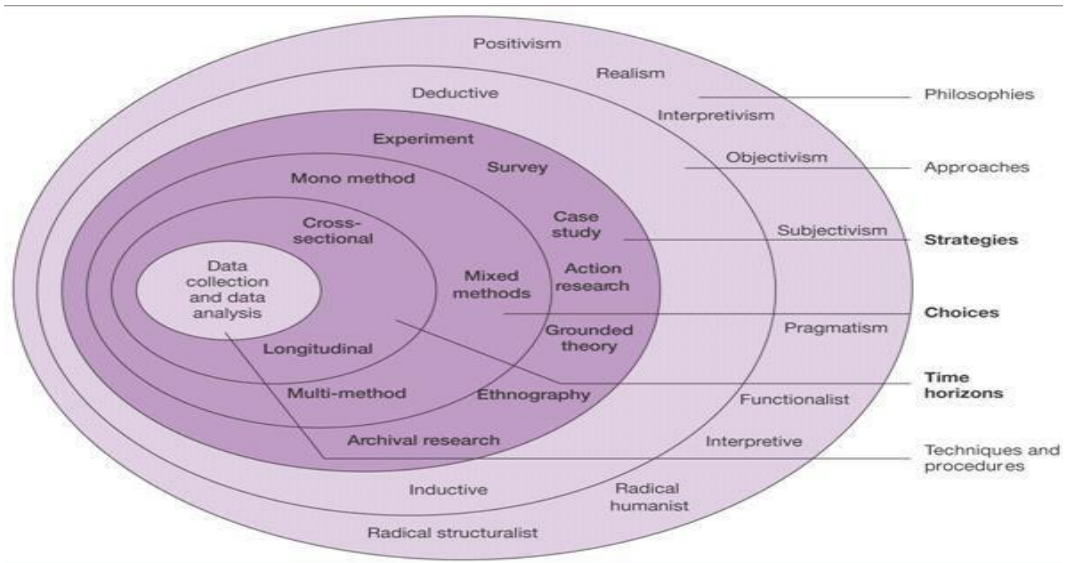 Positivism
Realism
Deductive
Philosophies
Interpretivism
Experiment
Objectivism
Survey
Approaches
Mono method
Cross-
sectional
Case
study
Subjectivism
Strategies
Data
collection
and data
analysis
Mixed
methods
Action
research
Choices
Pragmatism
Grounded
theory
Longitudinal
Time
horizons
Multi-method
Ethnography
Functionalist
Archival research
Interpretive
Techniques and
procedures
Inductive
Radical
humanist
Radical structuralist